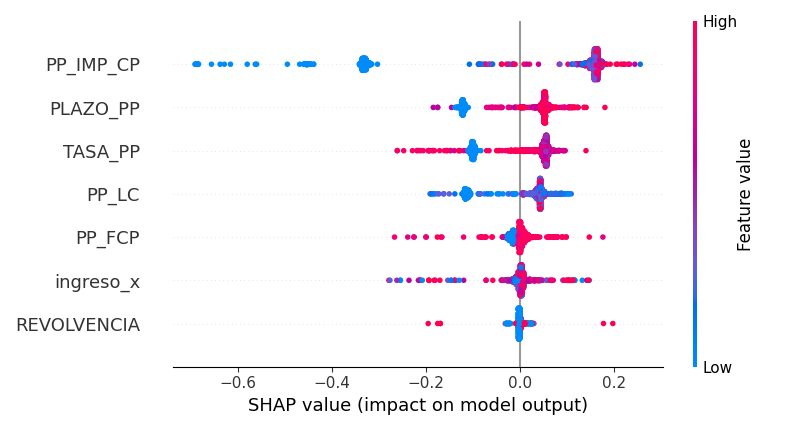 High
PP_IMP_CP
PLAZO_PP
TASA_PP
PP_LC
PP_FCP
ingreso_x
REVOLVENCIA
Feature value
Low
−0.6 −0.4 −0.2 0.0 0.2
SHAP value (impact on model output)